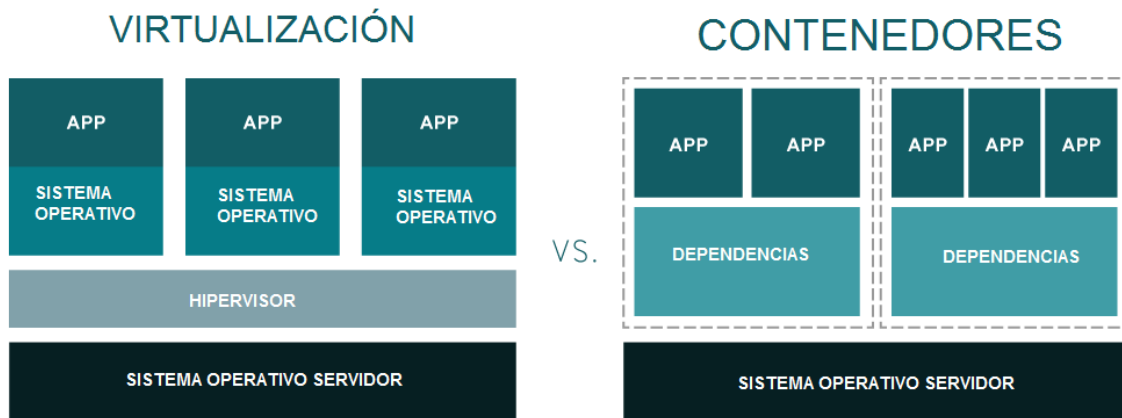 VIRTUALIZACIÓN
APP
APP
APP
SISTEMA
OPERATIVO
SISTEMA
OPERATIVO
SISTEMA
OPERATIVO
HIPERVISOR
SISTEMA OPERATIVO SERVIDOR
VS.
CONTENEDORES
APP
APP
APP
APP
APP
DEPENDENCIAS
DEPENDENCIAS
SISTEMA OPERATIVO SERVIDOR